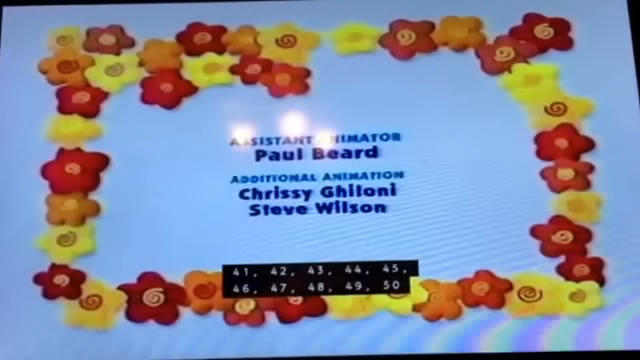 ASSISTANT ANIMATOR
Paul Beard
ADDITIONAL ANIMATION
Chrissy Ghiloni
Steve Wilson
41, 42, 43, 44, 45,
46, 47, 48, 49, 50